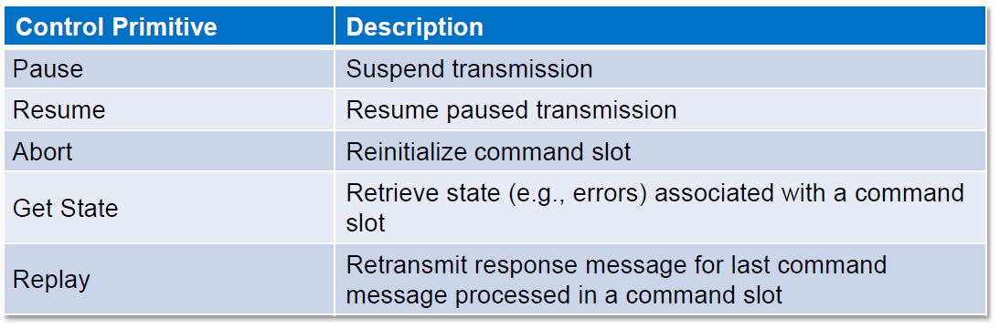 Control Primitive Description
Pause Suspend transmission
Resume Resume paused transmission
Abort Reinitialize command slot
Get State Retrieve state (e.g., errors) associated with a command
slot
Replay Retransmit response message for last command
message processed in a command slot